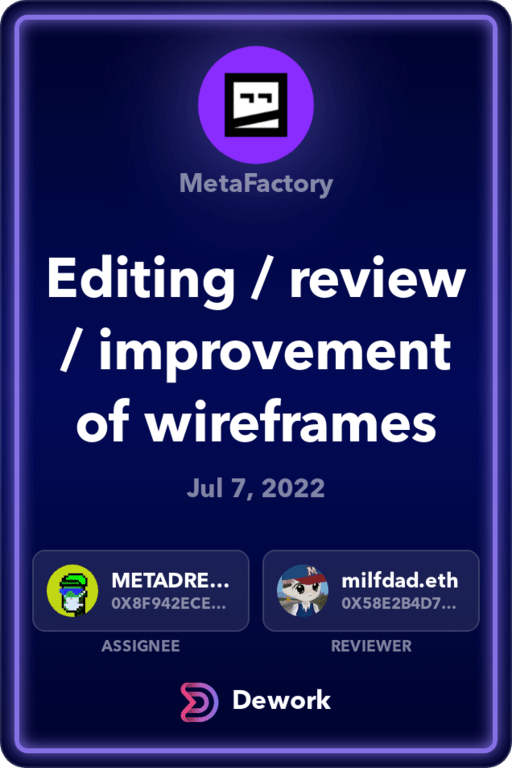 MetaFactory
Editing / review
/ improvement
of wireframes
Jul 7, 2022
METADRE...
0X8F942ECE...
milfdad.eth
0X58E2B4D7...
ASSIGNEE
REVIEWER
Dework